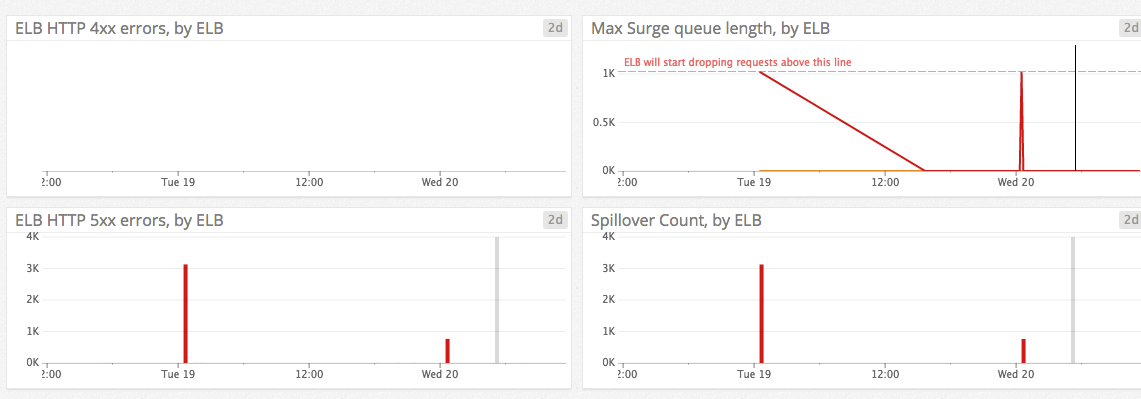 ELB HTTP 4xx errors, by ELB 2d
2:00 Tue 19 12:00 Wed 20
Max Surge queue length, by ELB 2d
ELB will start dropping requests above this line
1K
0.5K
0K
2:00 Tue 19 12:00 Wed 20
ELB HTTP 5xx errors, by ELB 2d
4K
3K
2K
1K
0K
2:00 Tue 19 12:00 Wed 20
Spillover Count, by ELB 2d
4K
3K
2K
1K
0K
2:00 Tue 19 12:00 Wed 20